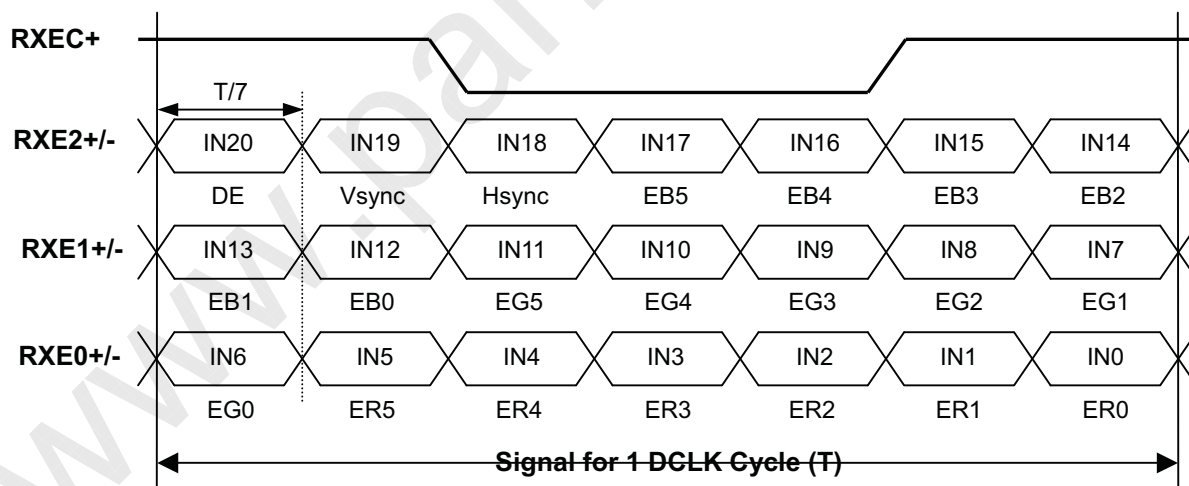 RXEC+
T/7
RXE2+/- IN20 IN19 IN18 IN17 IN16 IN15 IN14
DE Vsync Hsync EB5 EB4 EB3 EB2
RXE1+/- IN13 IN12 IN11 IN10 IN9 IN8 IN7
EB1 EB0 EG5 EG4 EG3 EG2 EG1
RXE0+/- IN6 IN5 IN4 IN3 IN2 IN1 IN0
EG0 ER5 ER4 ER3 ER2 ER1 ER0
Signal for 1 DCLK Cycle (T)
www.pan